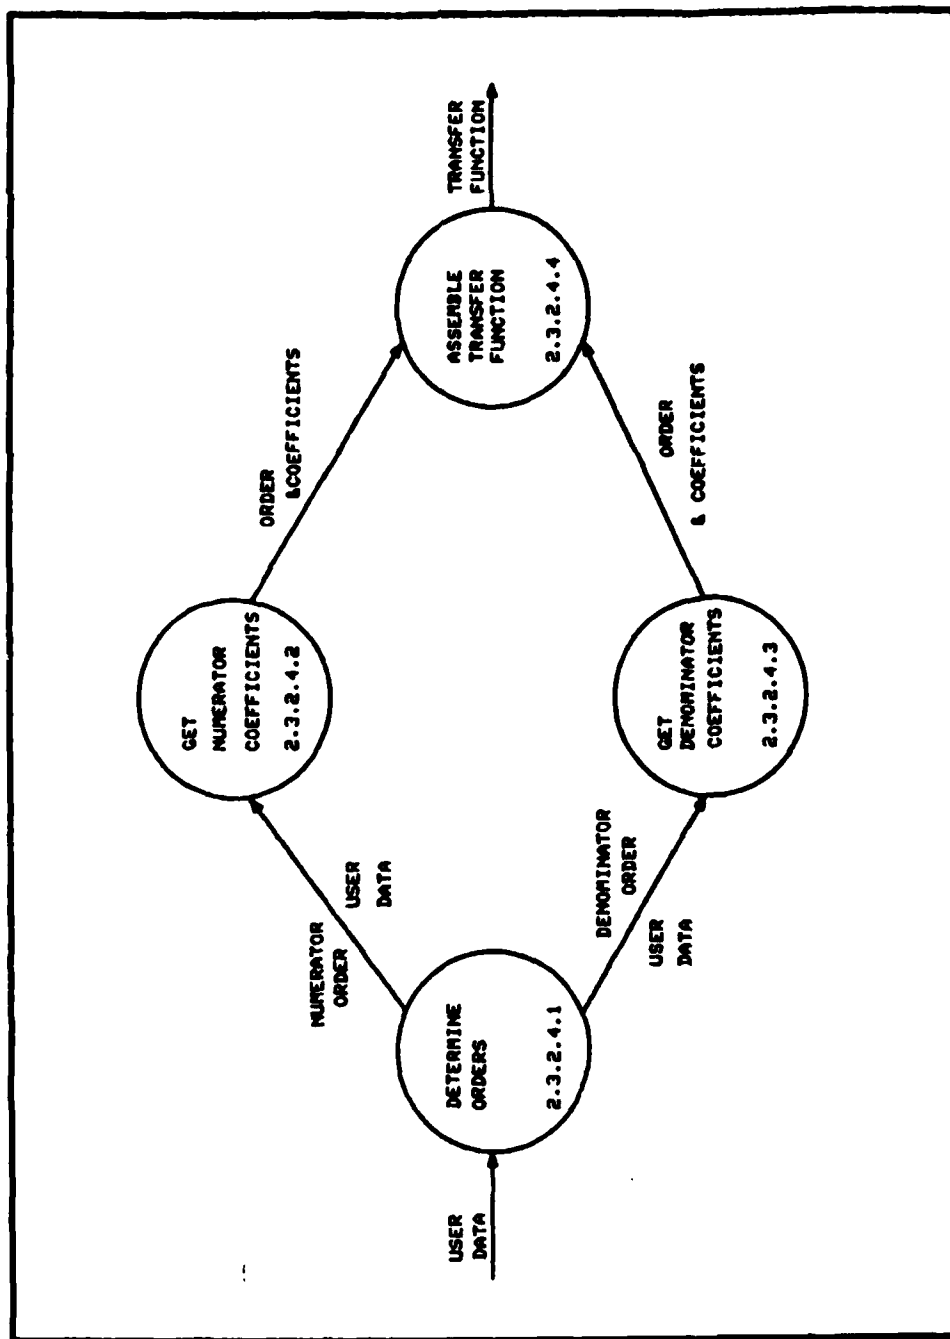 USER
DATA
DETERMINE
ORDERS
2.3.2.4.1
NUMERATOR
ORDER
USER
DATA
DENOMINATOR
ORDER
USER
DATA
GET
NUMERATOR
COEFFICIENTS
2.3.2.4.2
GET
DENOMINATOR
COEFFICIENTS
2.3.2.4.3
ORDER
&COEFFICIENTS
ORDER
& COEFFICIENTS
ASSEMBLE
TRANSFER
FUNCTION
2.3.2.4.4
TRANSFER
FUNCTION